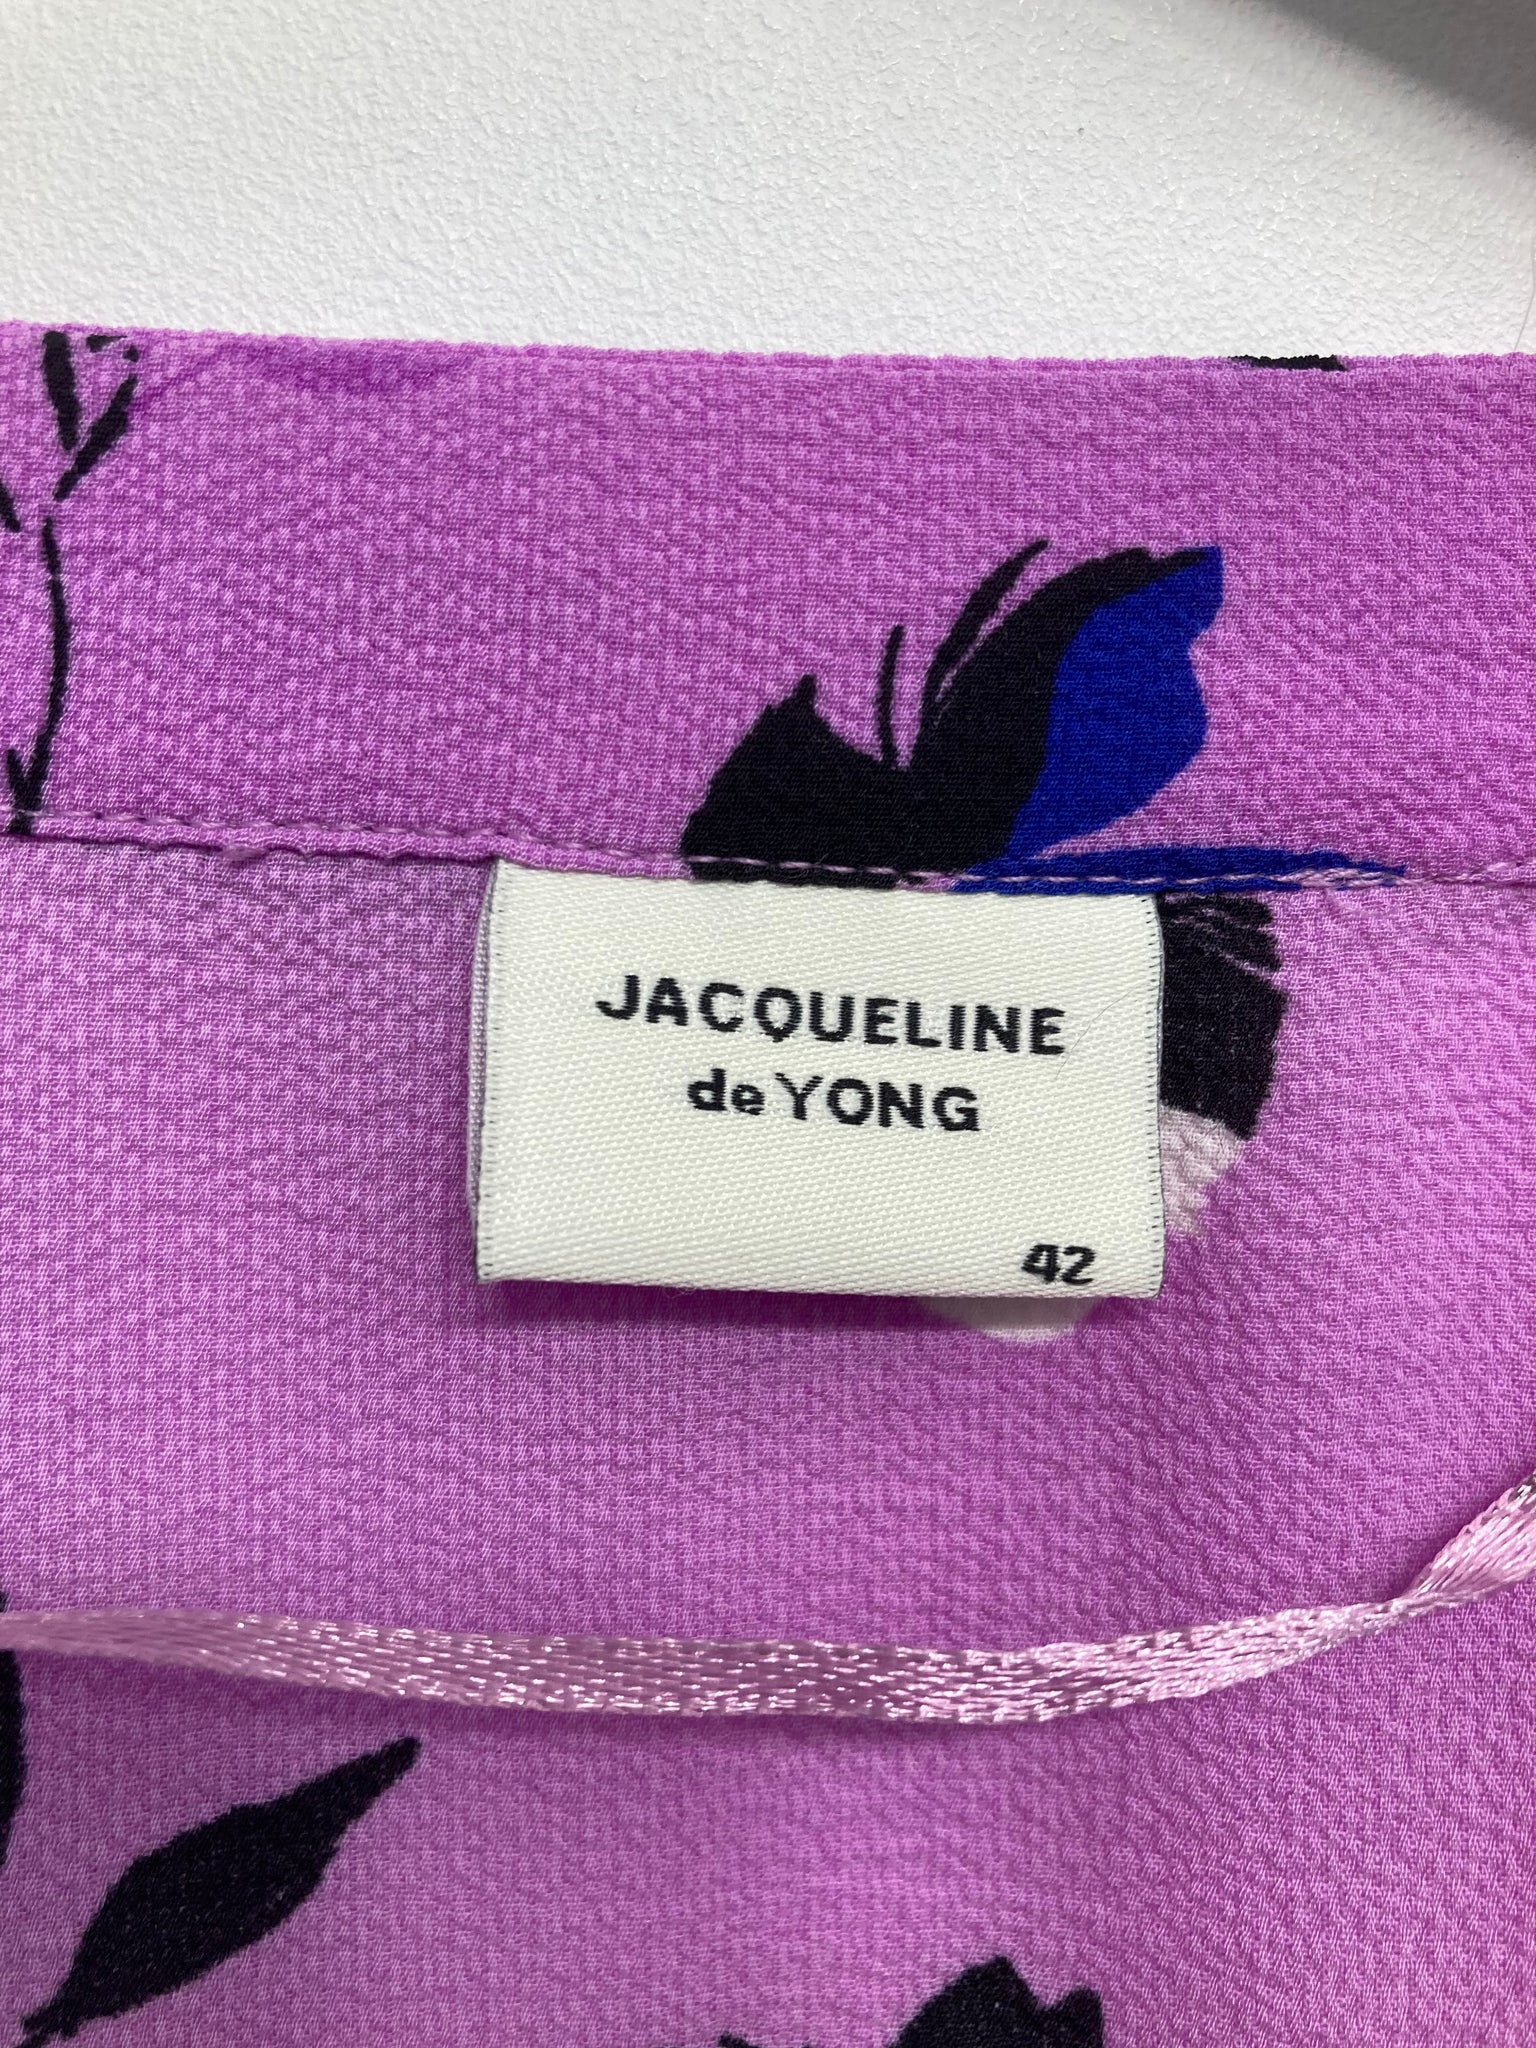 JACQUELINE
de YONG
42